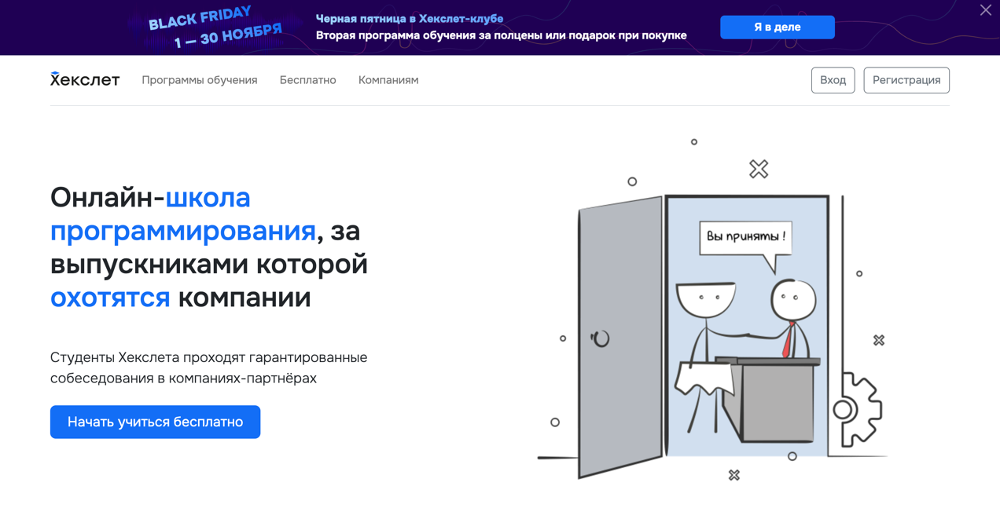 BLACK FRIDAY
1 — 30 НОЯБРЯ
Черная пятница в Хекслет-клубе
Вторая программа обучения за полцены или подарок при покупке
Я в деле
Хекслет
Программы обучения
Бесплатно
Компаниям
Вход
Регистрация
Онлайн-школа
программирования, за
выпускниками которой
охотятся компании
Студенты Хекслета проходят гарантированные
собеседования в компаниях-партнёрах
Начать учиться бесплатно
Вы приняты !